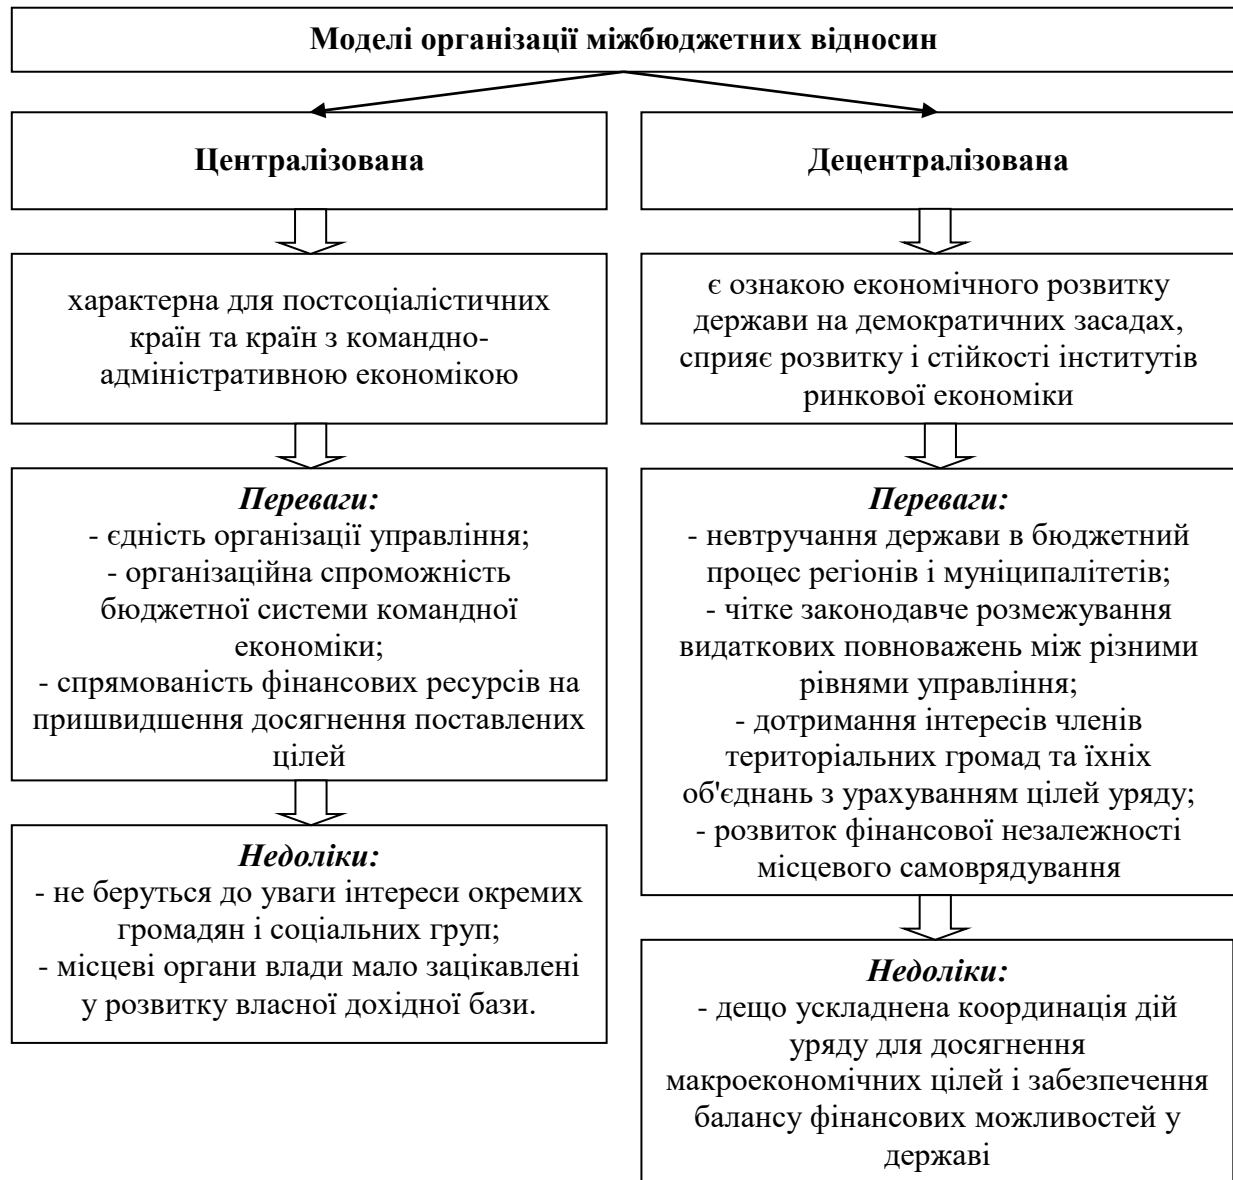 Моделі організації міжбюджетних відносин
Централізована
характерна для постсоціалістичних
країн та країн з командно-
адміністративною економікою
Переваги:
- єдність організації управління;
- організаційна спроможність
бюджетної системи командної
економіки;
- спрямованість фінансових ресурсів на
пришвидшення досягнення поставлених
цілей
Недоліки:
- не беруться до уваги інтереси окремих
громадян і соціальних груп;
- місцеві органи влади мало зацікавлені
у розвитку власної дохідної бази.
Децентралізована
є ознакою економічного розвитку
держави на демократичних засадах,
сприяє розвитку і стійкості інститутів
ринкової економіки
Переваги:
- невтручання держави в бюджетний
процес регіонів і муніципалітетів;
- чітке законодавче розмежування
видаткових повноважень між різними
рівнями управління;
- дотримання інтересів членів
територіальних громад та їхніх
об'єднань з урахуванням цілей уряду;
- розвиток фінансової незалежності
місцевого самоврядування
Недоліки:
- дещо ускладнена координація дій
уряду для досягнення
макроекономічних цілей і забезпечення
балансу фінансових можливостей у
державі